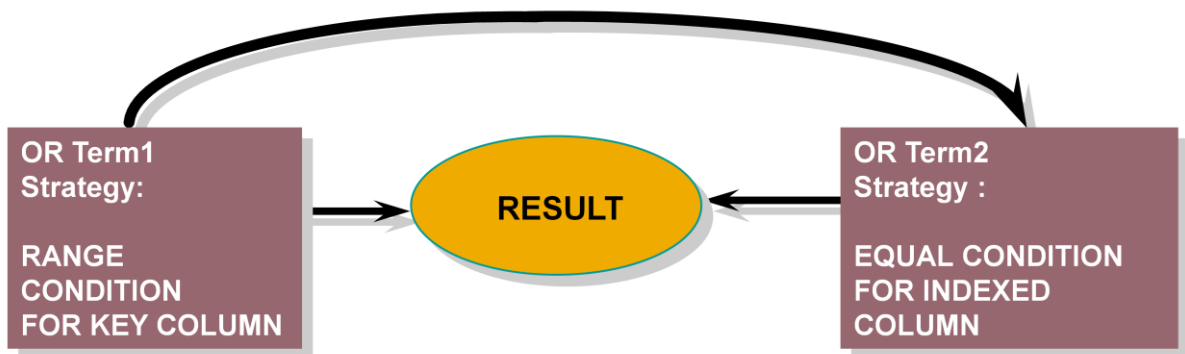 OR Term1
Strategy:
RANGE
CONDITION
FOR KEY COLUMN
RESULT
OR Term2
Strategy :
EQUAL CONDITION
FOR INDEXED
COLUMN